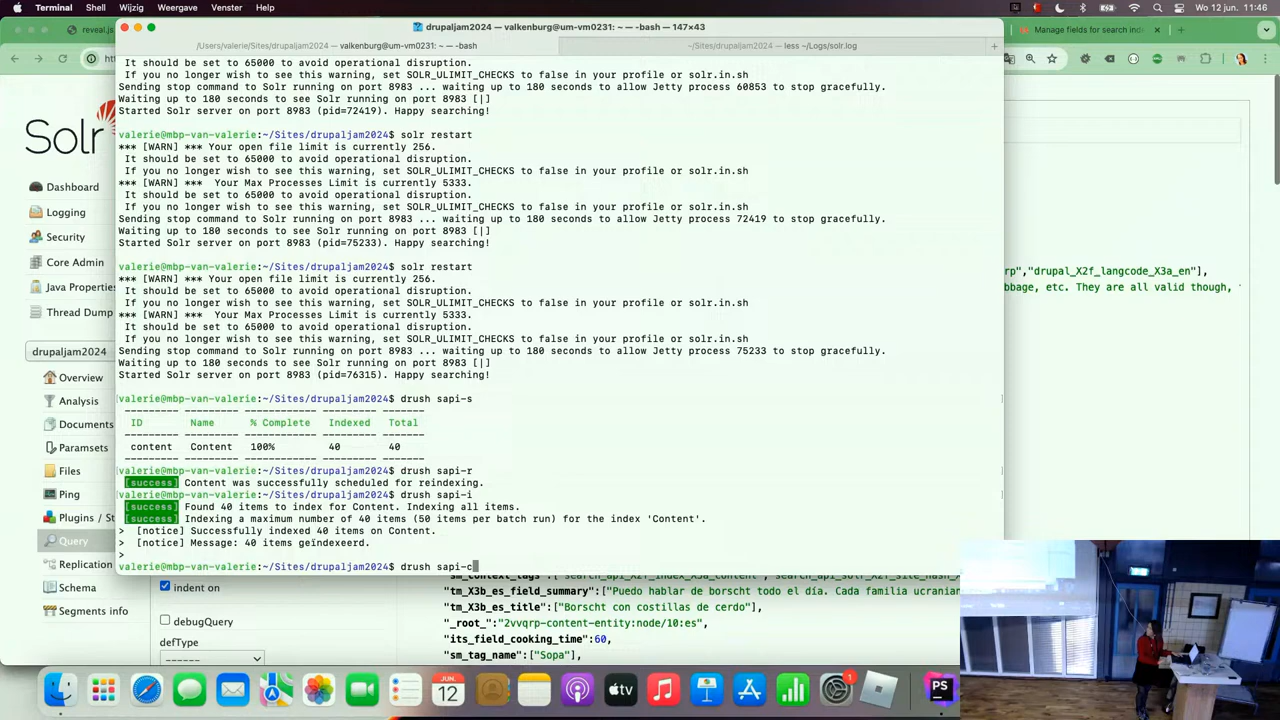 Terminal Shell Wijzig Weergave Venster Help
Wo 12 jun. 11:46
drupaljam2024 — valkenburg@um-vm0231: ~ — -bash — 147×43
reveal.js
Manage fields for search inde
/Users/valerie/Sites/drupaljam2024 — valkenburg@um-vm0231: ~ — -bash
~/Sites/drupaljam2024 — less ~/Logs/solr.log
It should be set to 65000 to avoid operational disruption.
If you no longer wish to see this warning, set SOLR_ULIMIT_CHECKS to false in your profile or solr.in.sh
Sending stop command to Solr running on port 8983 ... waiting up to 180 seconds to allow Jetty process 60853 to stop gracefully.
Waiting up to 180 seconds to see Solr running on port 8983 [|]
Started Solr server on port 8983 (pid=72419). Happy searching!
valerie@mbp-van-valerie:~/Sites/drupaljam2024$ solr restart
*** [WARN] *** Your open file limit is currently 256.
It should be set to 65000 to avoid operational disruption.
If you no longer wish to see this warning, set SOLR_ULIMIT_CHECKS to false in your profile or solr.in.sh
*** [WARN] ***  Your Max Processes Limit is currently 5333.
It should be set to 65000 to avoid operational disruption.
If you no longer wish to see this warning, set SOLR_ULIMIT_CHECKS to false in your profile or solr.in.sh
Sending stop command to Solr running on port 8983 ... waiting up to 180 seconds to allow Jetty process 72419 to stop gracefully.
Waiting up to 180 seconds to see Solr running on port 8983 [|]
Started Solr server on port 8983 (pid=75233). Happy searching!
valerie@mbp-van-valerie:~/Sites/drupaljam2024$ solr restart
*** [WARN] *** Your open file limit is currently 256.
It should be set to 65000 to avoid operational disruption.
If you no longer wish to see this warning, set SOLR_ULIMIT_CHECKS to false in your profile or solr.in.sh
*** [WARN] ***  Your Max Processes Limit is currently 5333.
It should be set to 65000 to avoid operational disruption.
If you no longer wish to see this warning, set SOLR_ULIMIT_CHECKS to false in your profile or solr.in.sh
Sending stop command to Solr running on port 8983 ... waiting up to 180 seconds to allow Jetty process 75233 to stop gracefully.
Waiting up to 180 seconds to see Solr running on port 8983 [|]
Started Solr server on port 8983 (pid=76315). Happy searching!
valerie@mbp-van-valerie:~/Sites/drupaljam2024$ drush sapi-s
--------- --------- ------------ --------- -------
ID Name % Complete Indexed Total
--------- --------- ------------ --------- -------
content Content 100% 40 40
--------- --------- ------------ --------- -------
valerie@mbp-van-valerie:~/Sites/drupaljam2024$ drush sapi-r
[success] Content was successfully scheduled for reindexing.
valerie@mbp-van-valerie:~/Sites/drupaljam2024$ drush sapi-i
[success] Found 40 items to index for Content. Indexing all items.
[success] Indexing a maximum number of 40 items (50 items per batch run) for the index 'Content'.
>  [notice] Successfully indexed 40 items on Content.
>  [notice] Message: 40 items geïndexeerd.
>
valerie@mbp-van-valerie:~/Sites/drupaljam2024$ drush sapi-c
Solr
Dashboard
Logging
Security
Core Admin
Java Properties
Thread Dump
drupaljam2024
Overview
Analysis
Documents
Paramsets
Files
Ping
Plugins / St
Query
Replication
Schema
Segments info
indent on
debugQuery
defType
------
rp","drupal_X2f_langcode_X3a_en"],
bbage, etc. They are all valid though,
"sm_context_tags":["search_api_X2f_index_X3a_content","search_api_solr_X2f_site_hash_X
"tm_X3b_es_field_summary":["Puedo hablar de borscht todo el día. Cada familia ucranian
"tm_X3b_es_title":["Borscht con costillas de cerdo"],
"_root_":"2vvqrp-content-entity:node/10:es",
"its_field_cooking_time":60,
"sm_tag_name":["Sopa"],
JUN.
12
tv
1
PS